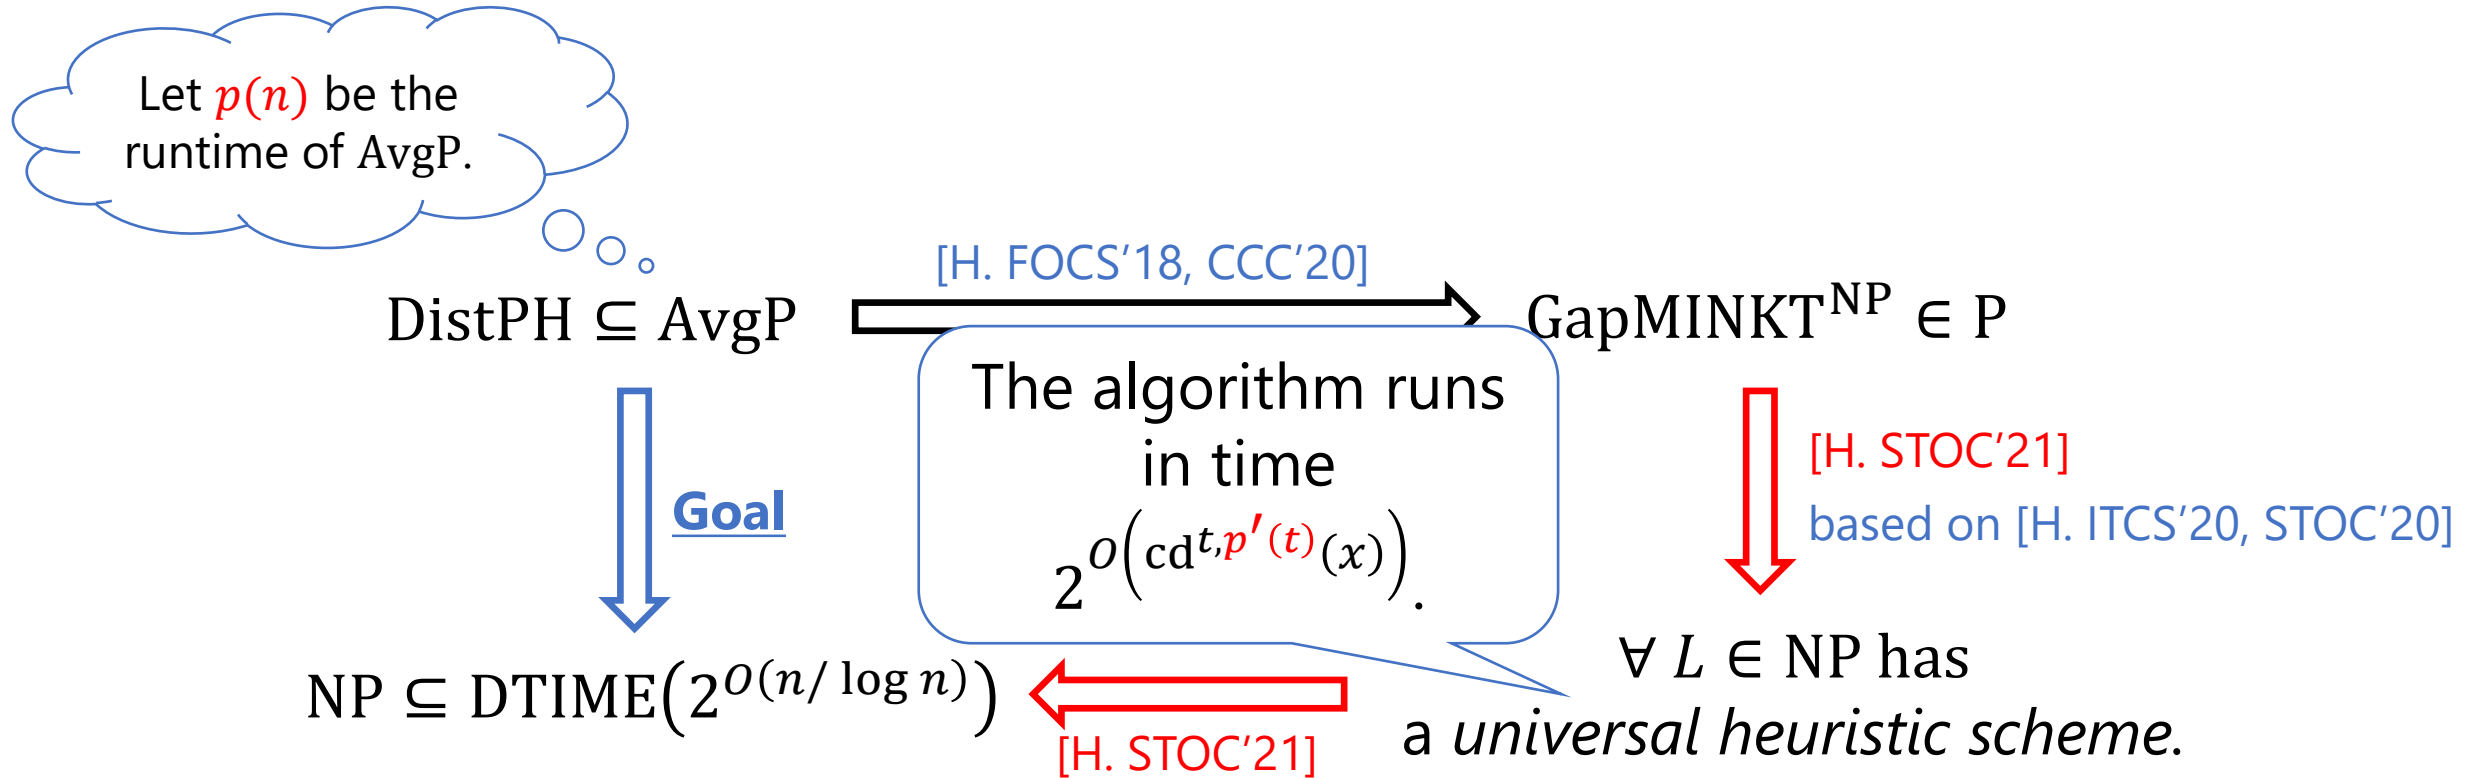 Let p(n) be the
runtime of AvgP.
[H. FOCS’18, CCC’20]
DistPH ⊆ AvgP
GapMINKT^NP ∈ P
The algorithm runs
in time
2^{O(cd^{t,p′(t)}(x))}.
Goal
[H. STOC’21]
based on [H. ITCS’20, STOC’20]
NP ⊆ DTIME(2^{O(n/ log n)})
[H. STOC’21]
∀ L ∈ NP has
a universal heuristic scheme.